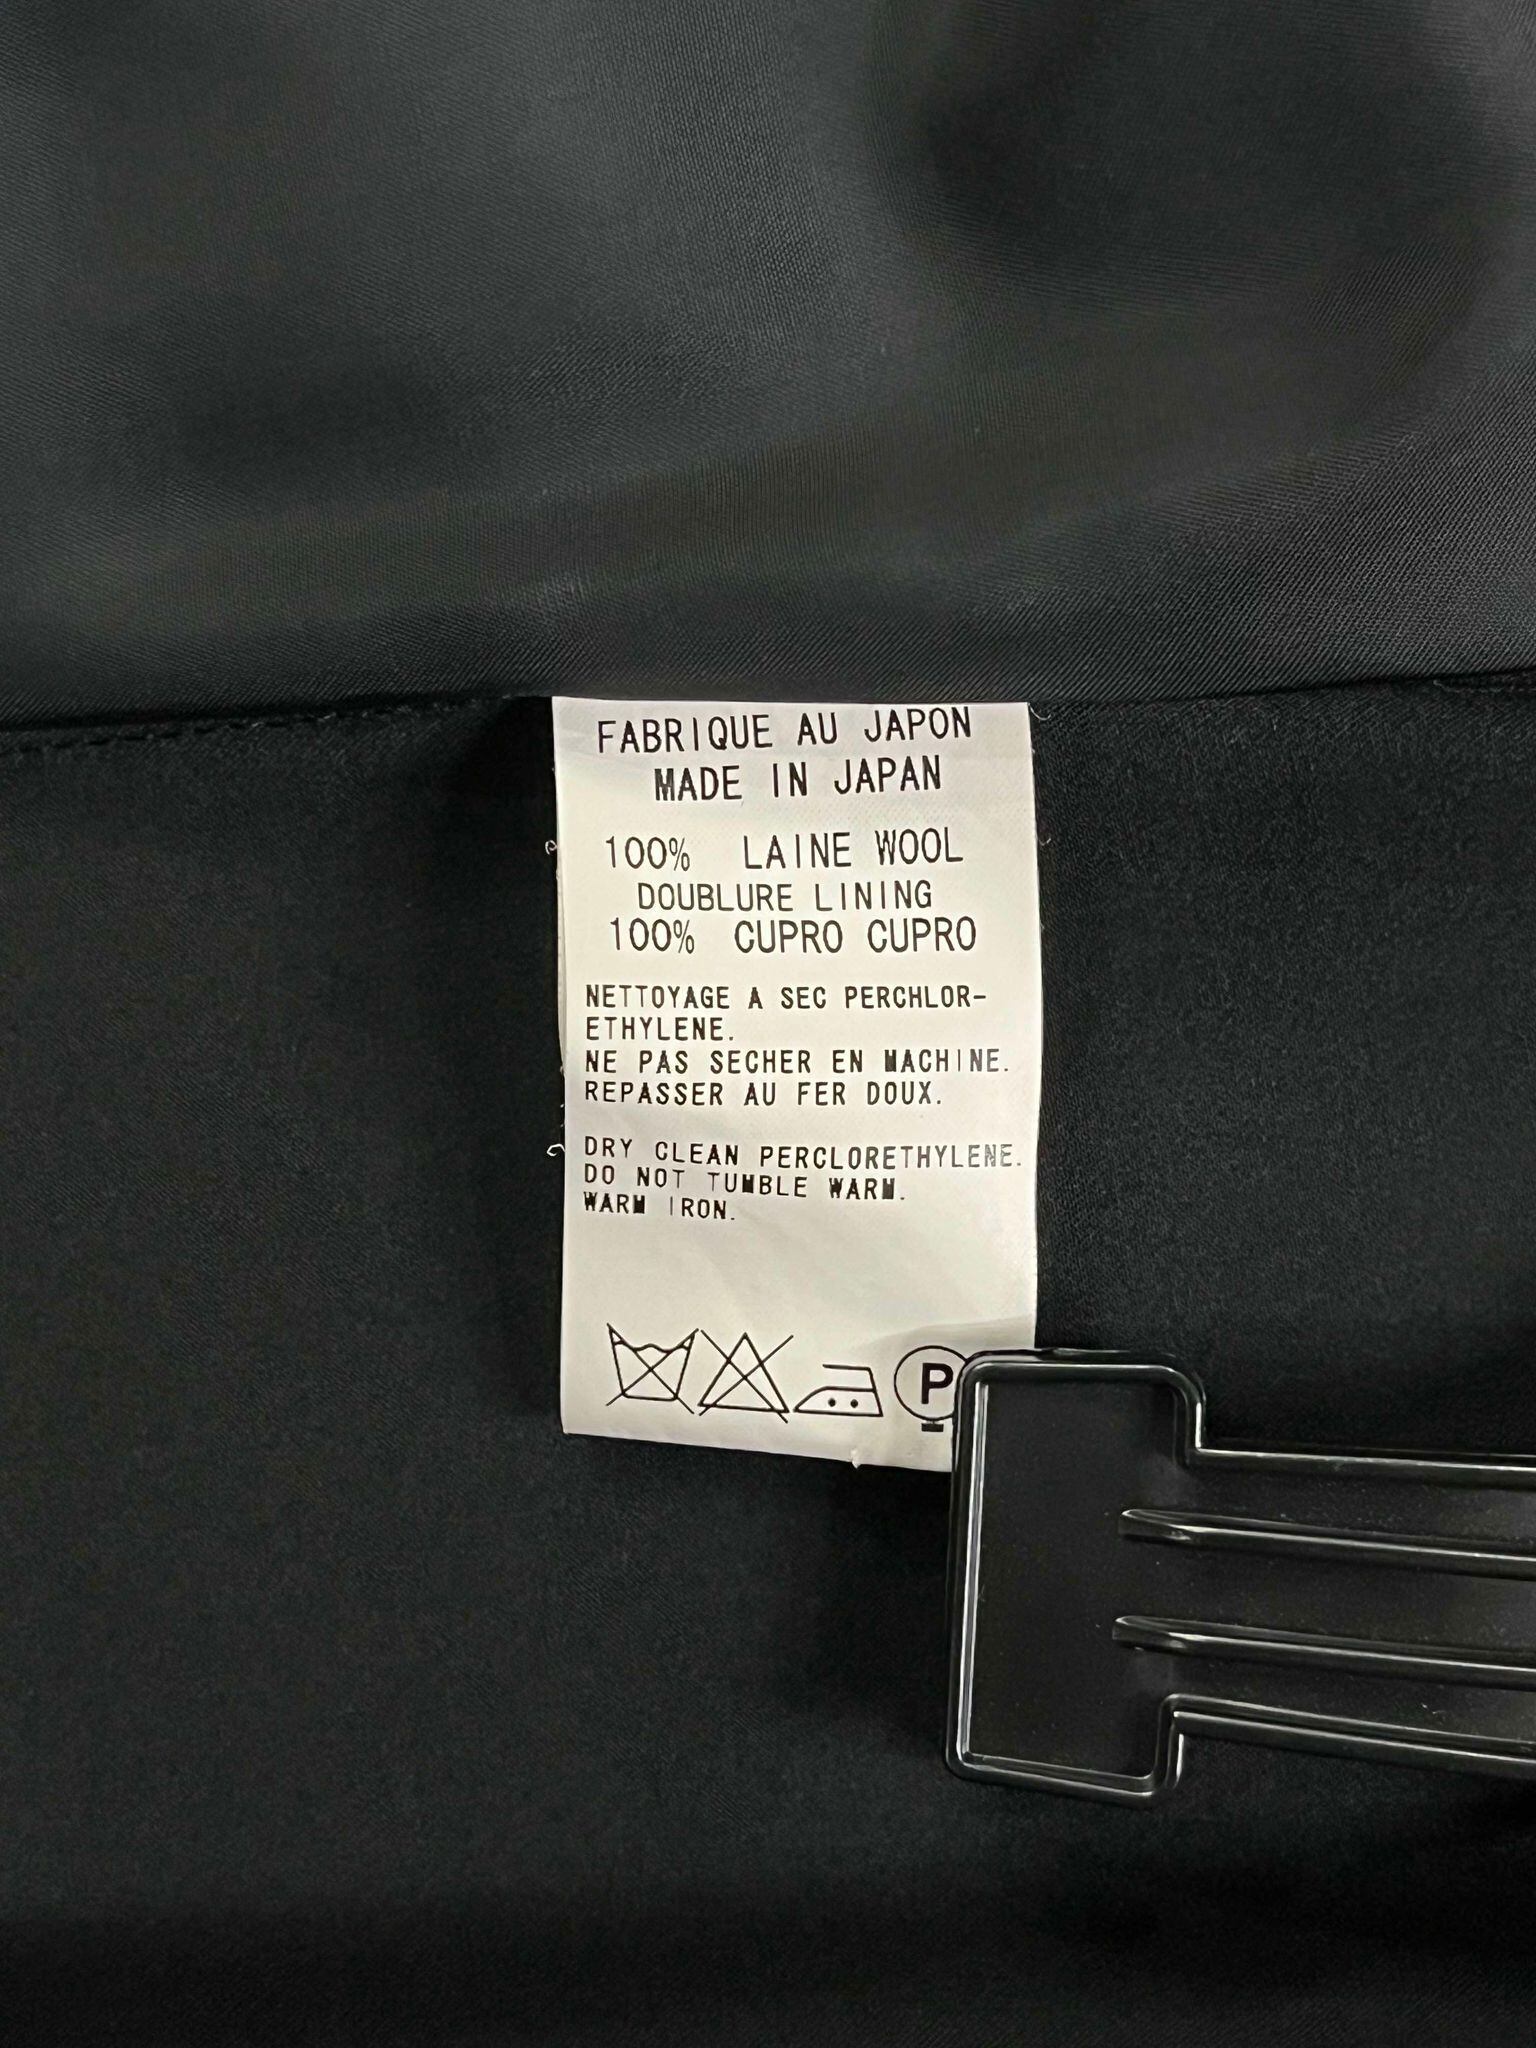 FABRIQUE AU JAPON
MADE IN JAPAN
100% LAINE WOOL
DOUBLURE LINING
100% CUPRO CUPRO
NETTOYAGE A SEC PERCHLOR-
ETHYLENE.
NE PAS SECHER EN MACHINE.
REPASSER AU FER DOUX.
DRY CLEAN PERCLORETHYLENE.
DO NOT TUMBLE WARM.
WARM IRON.
P